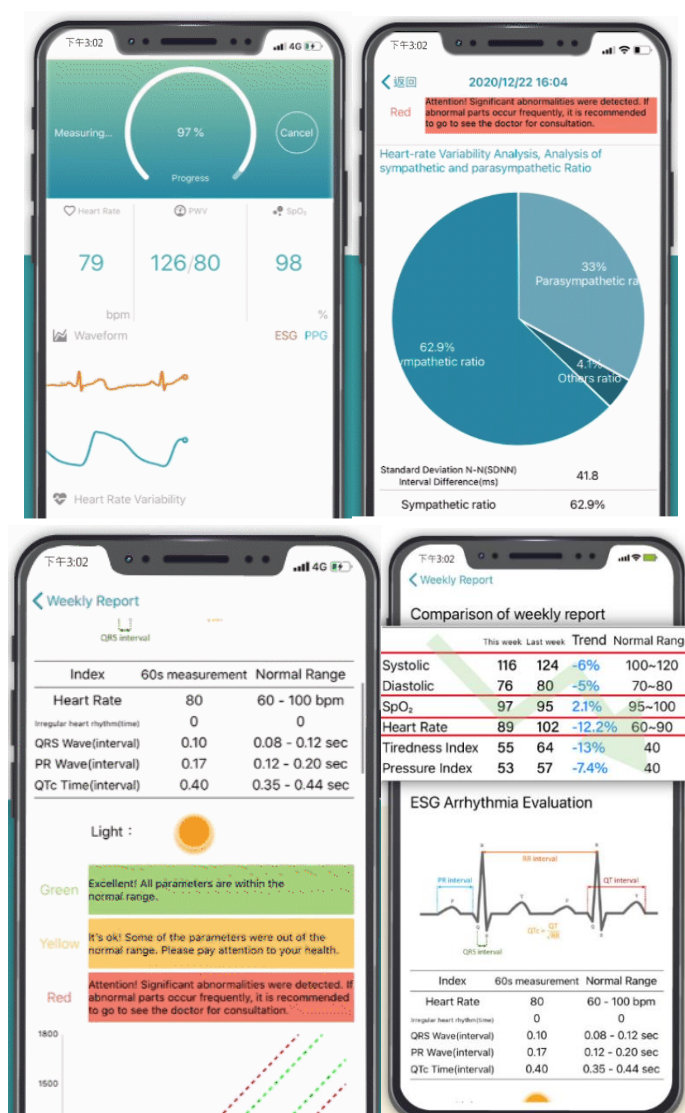 下午3:02
4G
Measuring...
97 %
Cancel
Progress
Heart Rate
PWV
SpO₂
79
126/80
98
bpm
%
Waveform
ESG PPG
Heart Rate Variability
下午3:02
返回
2020/12/22 16:04
Red
Attention! Significant abnormalities were detected. If
abnormal parts occur frequently, it is recommended
to go to see the doctor for consultation.
Heart-rate Variability Analysis, Analysis of
sympathetic and parasympathetic Ratio
33%
Parasympathetic ra
62.9%
ympathetic ratio
4.1%
Others ratio
Standard Deviation N-N(SDNN)
Interval Difference(ms)
41.8
Sympathetic ratio 62.9%
下午3:02
4G
Weekly Report
QRS interval
Index 60s measurement Normal Range
Heart Rate 80 60 - 100 bpm
Irregular heart rhythm(time) 0 0
QRS Wave(interval) 0.10 0.08 - 0.12 sec
PR Wave(interval) 0.17 0.12 - 0.20 sec
QTc Time(interval) 0.40 0.35 - 0.44 sec
Light :
Green
Excellent! All parameters are within the
normal range.
Yellow
It's ok! Some of the parameters were out of the
normal range. Please pay attention to your health.
Red
Attention! Significant abnormalities were detected. If
abnormal parts occur frequently, it is recommended
to go to see the doctor for consultation.
1800
1500
下午3:02
Weekly Report
Comparison of weekly report
This week Last week Trend Normal Rang
Systolic 116 124 -6% 100~120
Diastolic 76 80 -5% 70~80
SpO₂ 97 95 2.1% 95~100
Heart Rate 89 102 -12.2% 60~90
Tiredness Index 55 64 -13% 40
Pressure Index 53 57 -7.4% 40
ESG Arrhythmia Evaluation
R R
RR interval
PR interval
QT interval
P T P T
QTc = QT
Q Q
S S
QRS interval
Index 60s measurement Normal Range
Heart Rate 80 60 - 100 bpm
Irregular heart rhythm(time) 0 0
QRS Wave(interval) 0.10 0.08 - 0.12 sec
PR Wave(interval) 0.17 0.12 - 0.20 sec
QTc Time(interval) 0.40 0.35 - 0.44 sec